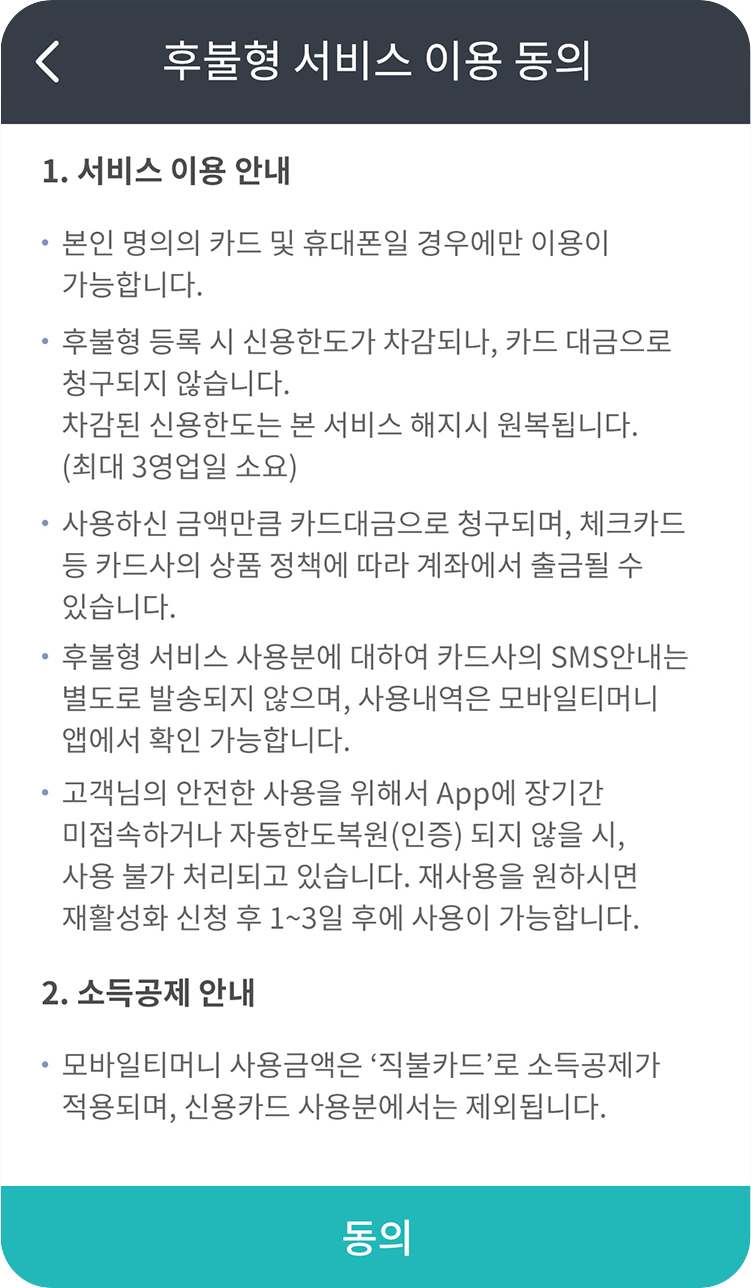 후불형 서비스 이용 동의
1. 서비스 이용 안내
• 본인 명의의 카드 및 휴대폰일 경우에만 이용이
가능합니다.
• 후불형 등록 시 신용한도가 차감되나, 카드 대금으로
청구되지 않습니다.
차감된 신용한도는 본 서비스 해지시 원복됩니다.
(최대 3영업일 소요)
• 사용하신 금액만큼 카드대금으로 청구되며, 체크카드
등 카드사의 상품 정책에 따라 계좌에서 출금될 수
있습니다.
• 후불형 서비스 사용분에 대하여 카드사의 SMS안내는
별도로 발송되지 않으며, 사용내역은 모바일티머니
앱에서 확인 가능합니다.
• 고객님의 안전한 사용을 위해서 App에 장기간
미접속하거나 자동한도복원(인증) 되지 않을 시,
사용 불가 처리되고 있습니다. 재사용을 원하시면
재활성화 신청 후 1~3일 후에 사용이 가능합니다.
2. 소득공제 안내
• 모바일티머니 사용금액은 ‘직불카드’로 소득공제가
적용되며, 신용카드 사용분에서는 제외됩니다.
동의